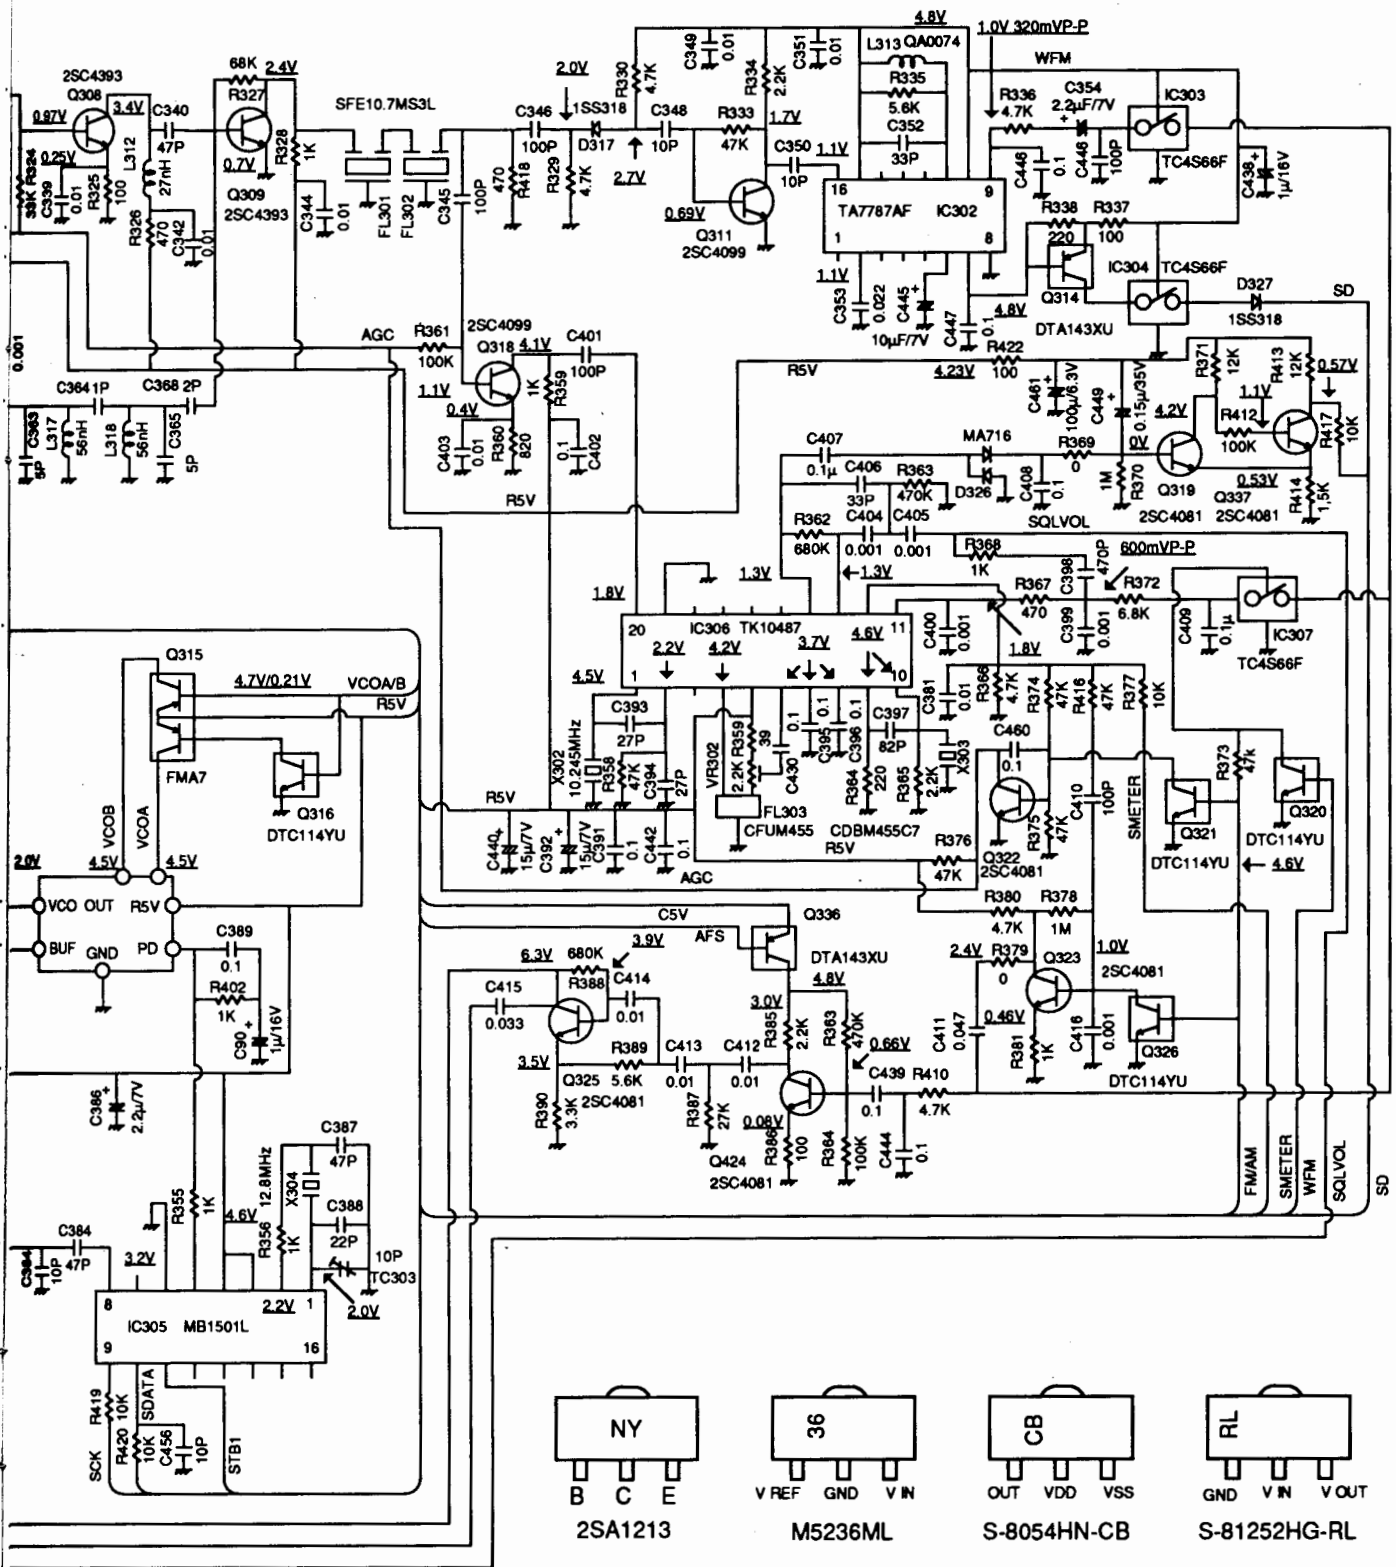 4.8V
1.0V 320mVP-P
WFM
68K
2.4V
2SC4393
Q308
R327
3.4V
C340
0.97V
L312
47P
SFE10.7MS3L
2.0V
1SS318
C346
100P
D317
R330
4.7K
C349
0.01
R334
2.2K
C351
0.01
L313 QA0074
R335
5.6K
C352
33P
R336
4.7K
C354
2.2µF/7V
IC303
TC4S66F
C348
10P
R333
47K
1.7V
C350
10P
1.1V
C446
0.1
C446
100P
C438
1µ/16V
R324
33K
0.25V
C339
0.01
R325
100
27nH
0.7V
Q309
2SC4393
R328
1K
C344
0.01
R326
470
C342
0.01
FL301
FL302
C345
100P
470
R418
R329
4.7K
2.7V
0.69V
Q311
2SC4099
16
9
TA7787AF IC302
1
8
R338
220
R337
100
IC304
TC4S66F
Q314
DTA143XU
D327
1SS318
SD
1.1V
C353
0.022
C445
10µF/7V
C447
0.1
4.8V
R422
100
0.001
AGC
R361
100K
2SC4099
Q318
4.1V
C401
100P
1K
R359
1.1V
0.4V
C403
0.01
R360
820
0.1
C402
R5V
4.23V
C461
100µ/6.3V
C449
0.15µ/35V
R371
12K
R413
12K
0.57V
4.2V
1.1V
R412
100K
R417
10K
C364 1P
C368 2P
C363
5P
L317
56nH
L318
56nH
C365
5P
C407
0.1µ
MA716
R369
0
0V
D326
C408
0.1
1M
R370
Q319
2SC4081
Q337
2SC4081
0.53V
R414
1.5K
C406
33P
R363
470K
R5V
SQLVOL
R362
680K
C404
0.001
C405
0.001
R368
1K
C398
470P
600mVP-P
1.3V
1.3V
1.8V
R367
470
R372
6.8K
C409
0.1µ
IC307
TC4S66F
20
IC306 TK10487
11
2.2V
4.2V
3.7V
4.6V
1
10
C400
0.001
C399
0.001
1.8V
Q315
4.7V/0.21V
VCOA/B
R5V
4.5V
C393
27P
X302
10.245MHz
R358
47K
C394
27P
VR302
2.2K
R359
39
C430
0.1
C395
0.1
C396
0.1
C397
82P
R364
220
R365
2.2K
X303
C381
0.01
R366
4.7K
R374
47K
R416
47K
R377
10K
C460
0.1
FMA7
Q316
DTC114YU
R373
47k
Q320
DTC114YU
Q321
DTC114YU
4.6V
R5V
FL303
CFUM455
CDBM455C7
C440
15µ/7V
C392
15µ/7V
C391
0.1
C442
0.1
R5V
AGC
Q322
2SC4081
R375
47K
C410
100P
SMETER
R376
47K
VCOB
VCOA
2.0V
4.5V
4.5V
VCO OUT
R5V
BUF
GND
PD
C389
0.1
R402
1K
C90
1µ/16V
C5V
AFS
Q336
DTA143XU
R380
4.7K
R378
1M
2.4V
R379
0
Q323
2SC4081
1.0V
6.3V
680K
R388
3.9V
C415
0.033
C414
0.01
4.8V
3.0V
R385
2.2K
R363
470K
C411
0.047
0.46V
R381
1K
C416
0.001
Q326
DTC114YU
3.5V
R389
5.6K
C413
0.01
C412
0.01
0.66V
C439
0.1
R410
4.7K
Q325
2SC4081
R390
3.3K
R387
27K
0.08V
R386
100
R364
100K
C444
0.1
Q424
2SC4081
C386
2.2µ/7V
R355
1K
4.6V
12.8MHz
X304
R356
1K
C387
47P
C388
22P
10P
TC303
FM/AM
SMETER
WFM
SQLVOL
SD
C384
47P
C384
10P
3.2V
2.2V
2.0V
8
1
IC305 MB1501L
9
16
R419
10K
SDATA
R420
10K
C456
10P
SCK
STB1
NY
B C E
2SA1213
36
V REF GND V IN
M5236ML
CB
OUT VDD VSS
S-8054HN-CB
RL
GND V IN V OUT
S-81252HG-RL